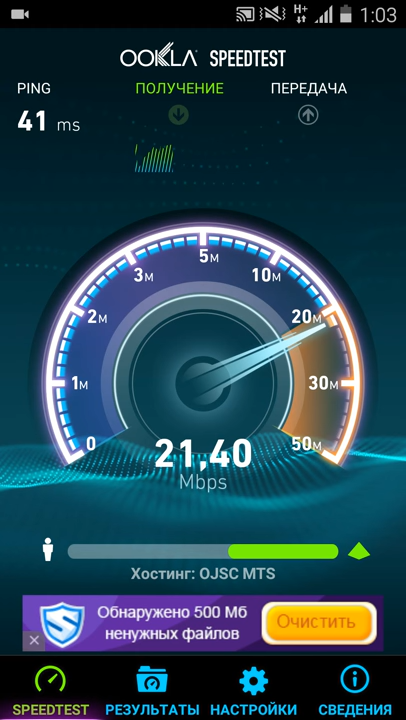 H+ 1:03
OOKLA SPEEDTEST
PING ПОЛУЧЕНИЕ ПЕРЕДАЧА
41 ms
5M
3M 10M
2M 20M
1M 30M
0 50M
21,40
Mbps
Хостинг: OJSC MTS
Обнаружено 500 Мб
ненужных файлов
Очистить
SPEEDTEST РЕЗУЛЬТАТЫ НАСТРОЙКИ СВЕДЕНИЯ